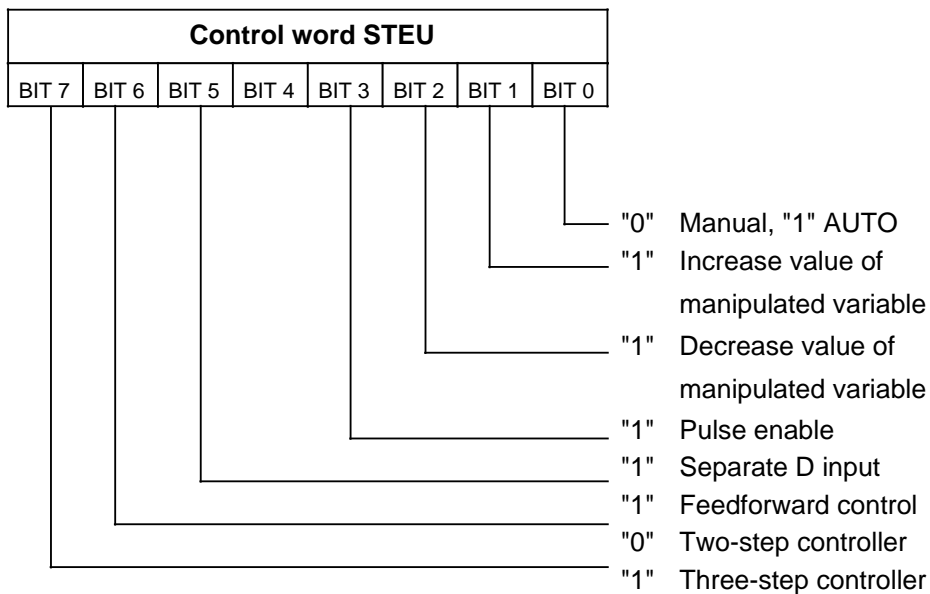 Control word STEU
BIT 7 BIT 6 BIT 5 BIT 4 BIT 3 BIT 2 BIT 1 BIT 0
"0" Manual, "1" AUTO
"1" Increase value of
manipulated variable
"1" Decrease value of
manipulated variable
"1" Pulse enable
"1" Separate D input
"1" Feedforward control
"0" Two-step controller
"1" Three-step controller